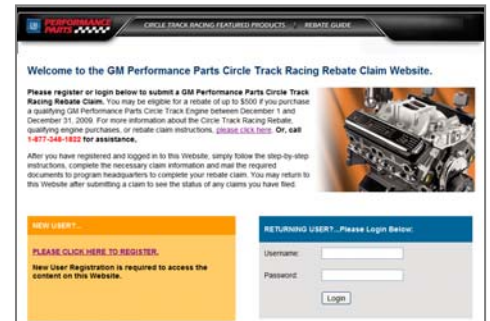 GM PERFORMANCE PARTS
CIRCLE TRACK RACING FEATURED PRODUCTS
REBATE GUIDE
Welcome to the GM Performance Parts Circle Track Racing Rebate Claim Website.
Please register or login below to submit a GM Performance Parts Circle Track
Racing Rebate Claim. You may be eligible for a rebate of up to $500 if you purchase
a qualifying GM Performance Parts Circle Track Engine between December 1 and
December 31, 2009. For more information about the Circle Track Racing Rebate,
qualifying engine purchases, or rebate claim instructions, please click here. Or, call
1-877-348-1822 for assistance.
After you have registered and logged in to this Website, simply follow the step-by-step
instructions, complete the necessary claim information and mail the required
documents to program headquarters to complete your rebate claim. You may return to
this Website after submitting a claim to see the status of any claims you have filed.
NEW USER?...
PLEASE CLICK HERE TO REGISTER.
New User Registration is required to access the
content on this Website.
RETURNING USER?...Please Login Below:
Username:
Password:
Login